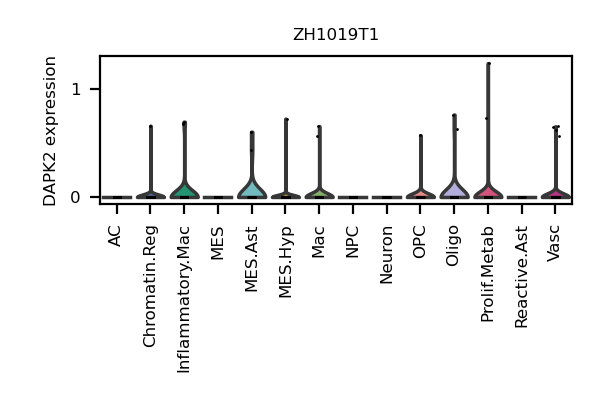 ZH1019T1
DAPK2 expression
1
0
AC
Chromatin.Reg
Inflammatory.Mac
MES
MES.Ast
MES.Hyp
Mac
NPC
Neuron
OPC
Oligo
Prolif.Metab
Reactive.Ast
Vasc